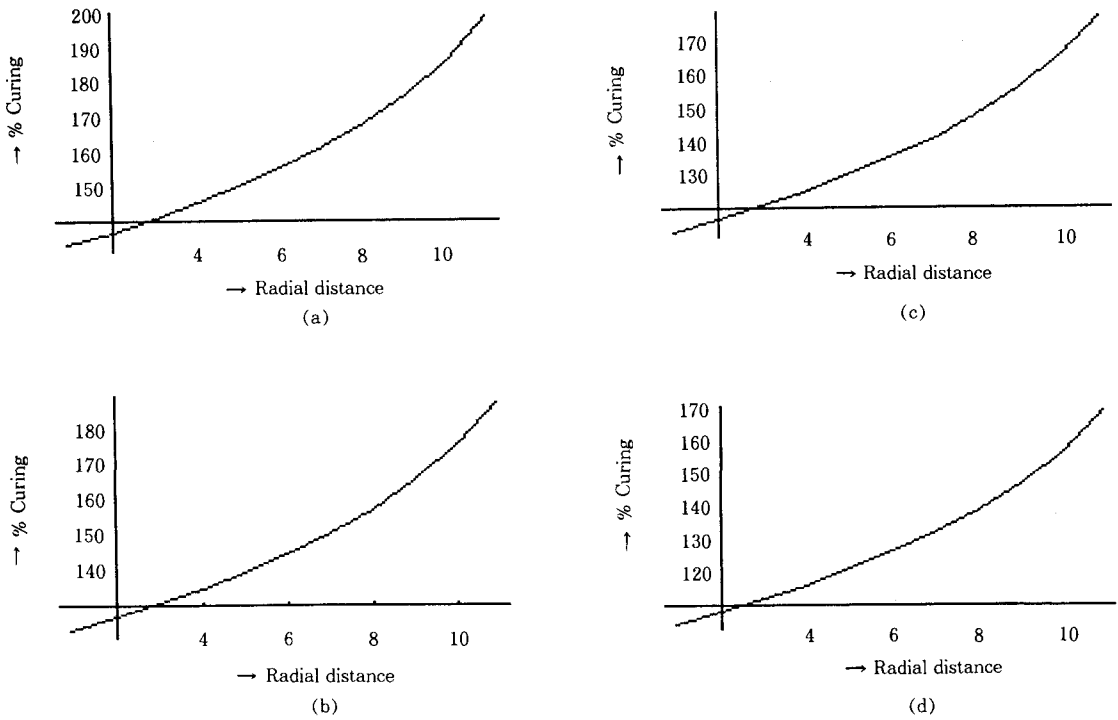 200
190
180
170
160
150
→ % Curing
4 6 8 10
→ Radial distance
(a)
170
160
150
140
130
→ % Curing
4 6 8 10
→ Radial distance
(c)
180
170
160
150
140
→ % Curing
4 6 8 10
→ Radial distance
(b)
170
160
150
140
130
120
→ % Curing
4 6 8 10
→ Radial distance
(d)